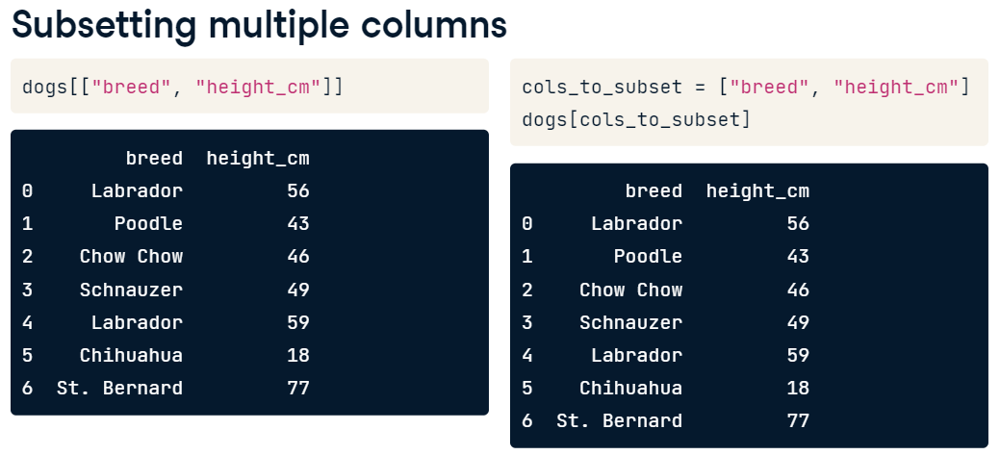 Subsetting multiple columns
dogs[["breed", "height_cm"]]
breed height_cm
0 Labrador 56
1 Poodle 43
2 Chow Chow 46
3 Schnauzer 49
4 Labrador 59
5 Chihuahua 18
6 St. Bernard 77
cols_to_subset = ["breed", "height_cm"]
dogs[cols_to_subset]
breed height_cm
0 Labrador 56
1 Poodle 43
2 Chow Chow 46
3 Schnauzer 49
4 Labrador 59
5 Chihuahua 18
6 St. Bernard 77